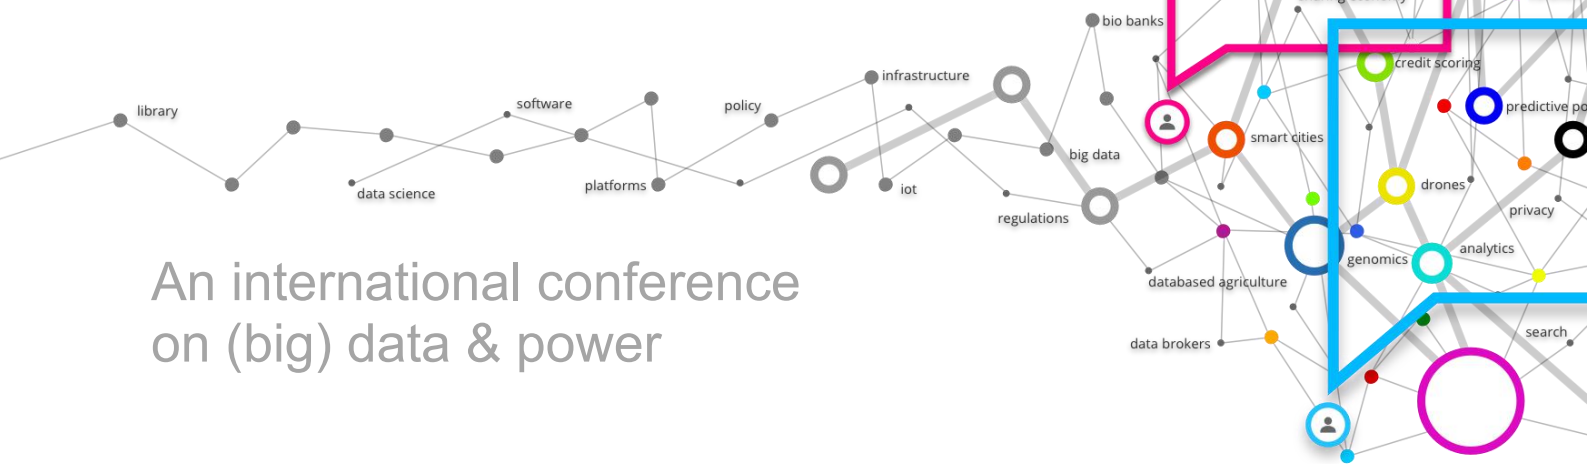 bio banks
credit scoring
infrastructure
library
software
policy
predictive po
smart cities
big data
data science
platforms
iot
drones
regulations
privacy
analytics
genomics
An international conference
databased agriculture
on (big) data & power
search
data brokers